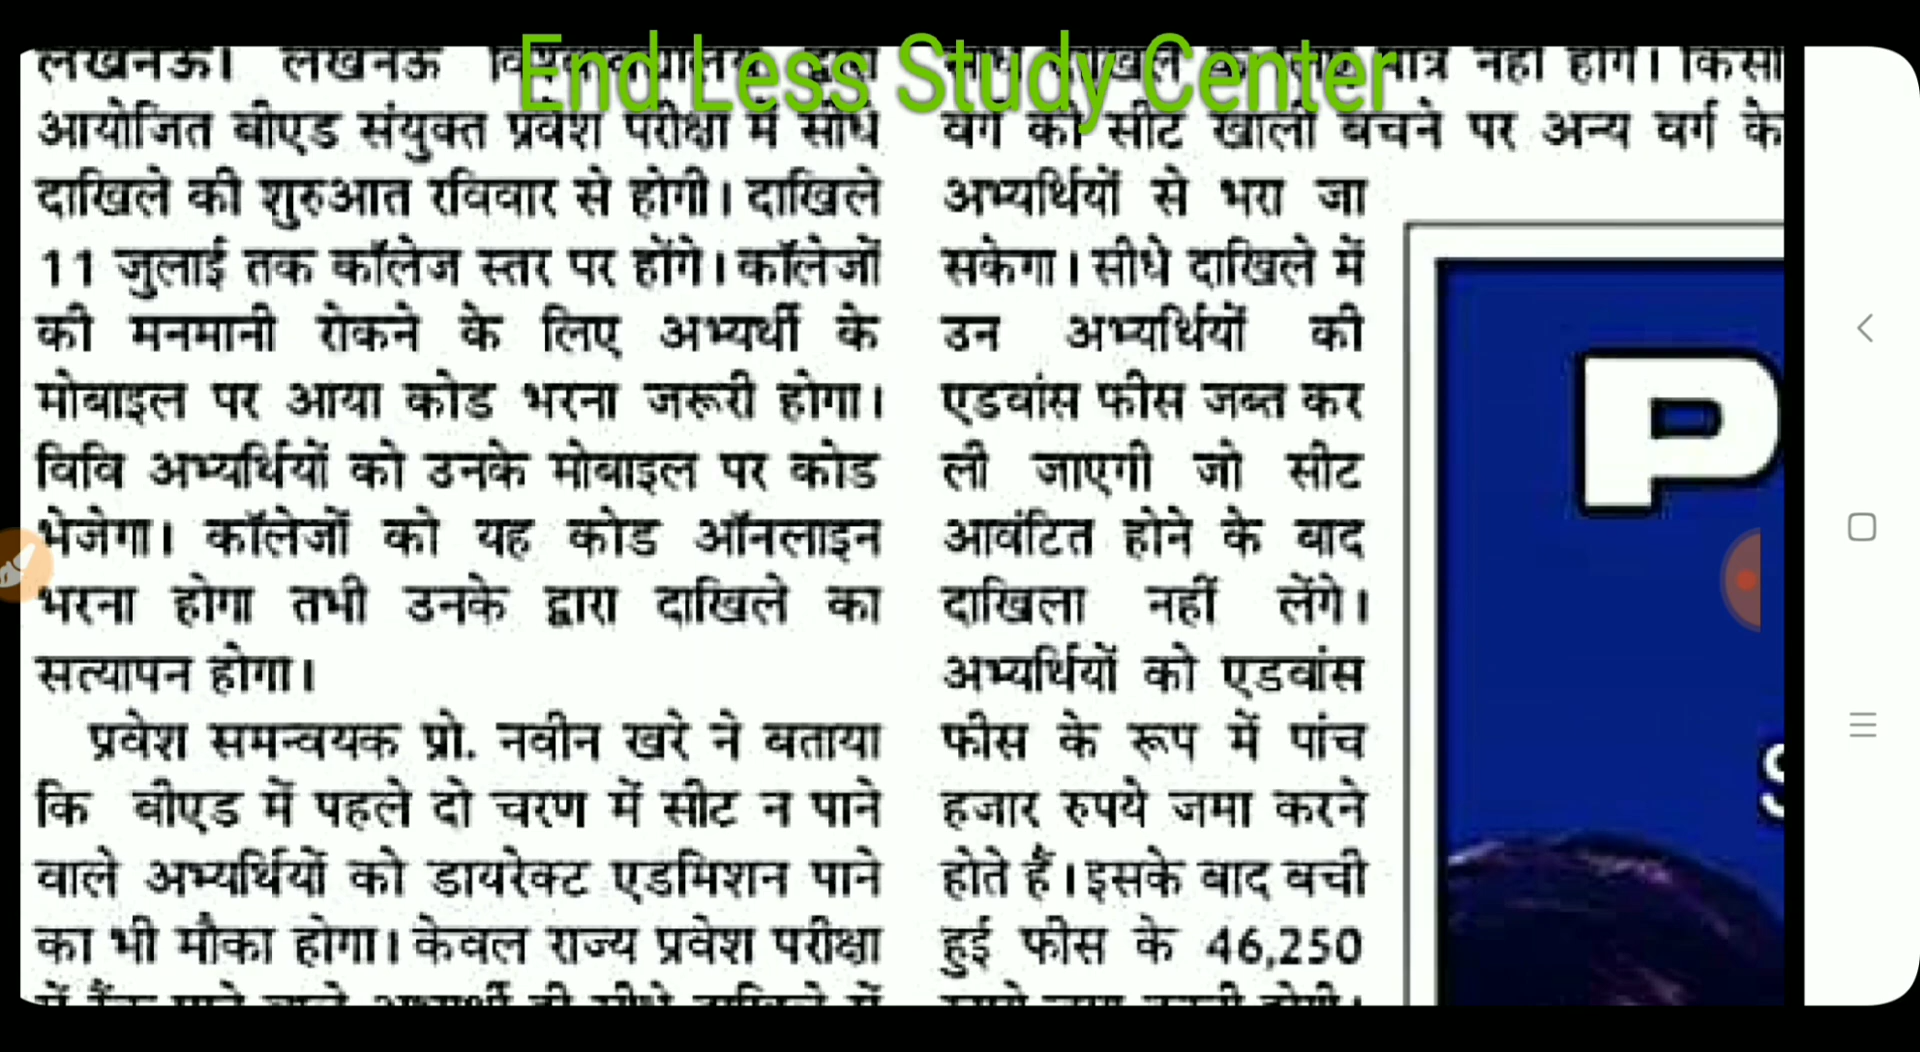 End Less Study Center
लखनऊ। लखनऊ विश्वविद्यालय द्वारा
आयोजित बीएड संयुक्त प्रवेश परीक्षा में सीधे
दाखिले की शुरुआत रविवार से होगी। दाखिले
11 जुलाई तक कॉलेज स्तर पर होंगे। कॉलेजों
की मनमानी रोकने के लिए अभ्यर्थी के
मोबाइल पर आया कोड भरना जरूरी होगा।
विवि अभ्यर्थियों को उनके मोबाइल पर कोड
भेजेगा। कॉलेजों को यह कोड ऑनलाइन
भरना होगा तभी उनके द्वारा दाखिले का
सत्यापन होगा।
प्रवेश समन्वयक प्रो. नवीन खरे ने बताया
कि बीएड में पहले दो चरण में सीट न पाने
वाले अभ्यर्थियों को डायरेक्ट एडमिशन पाने
का भी मौका होगा। केवल राज्य प्रवेश परीक्षा
नहीं होंगे। किसी
वर्ग की सीट खाली बचने पर अन्य वर्ग के
अभ्यर्थियों से भरा जा
सकेगा। सीधे दाखिले में
उन अभ्यर्थियों की
एडवांस फीस जब्त कर
ली जाएगी जो सीट
आवंटित होने के बाद
दाखिला नहीं लेंगे।
अभ्यर्थियों को एडवांस
फीस के रूप में पांच
हजार रुपये जमा करने
होते हैं। इसके बाद बची
हुई फीस के 46,250
P